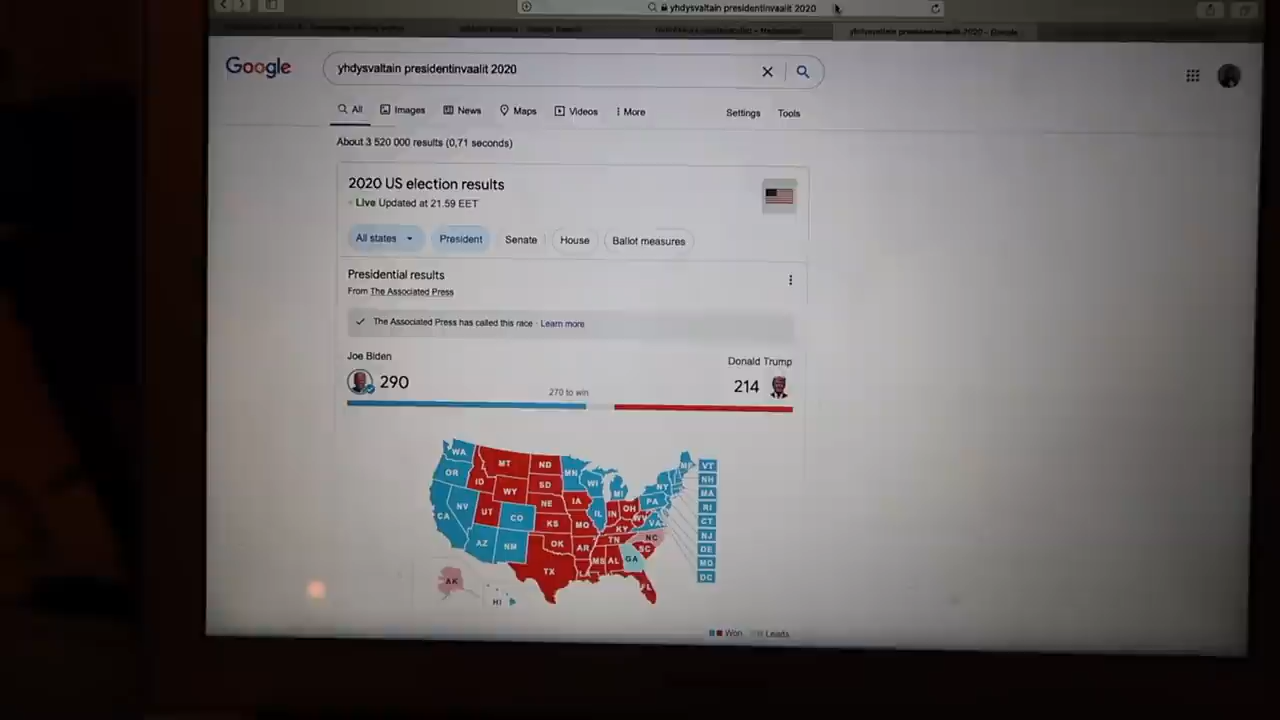 yhdysvaltain presidentinvaalit 2020
yhdysvaltain presidentinvaalit 2020 - Google
Google
yhdysvaltain presidentinvaalit 2020
All Images News Maps Videos More Settings Tools
About 3 520 000 results (0,71 seconds)
2020 US election results
Live Updated at 21.59 EET
All states President Senate House Ballot measures
Presidential results
From The Associated Press
The Associated Press has called this race · Learn more
Joe Biden Donald Trump
290 270 to win 214
WA MT ND MN ME VT
OR ID SD WI MI NY NH
WY MA
NV NE IA PA RI
CA UT CO IL IN OH WV VA CT
KS MO KY NJ
AZ NM OK AR TN NC DE
MS AL GA SC MD
TX LA DC
AK FL
HI
Won Leads